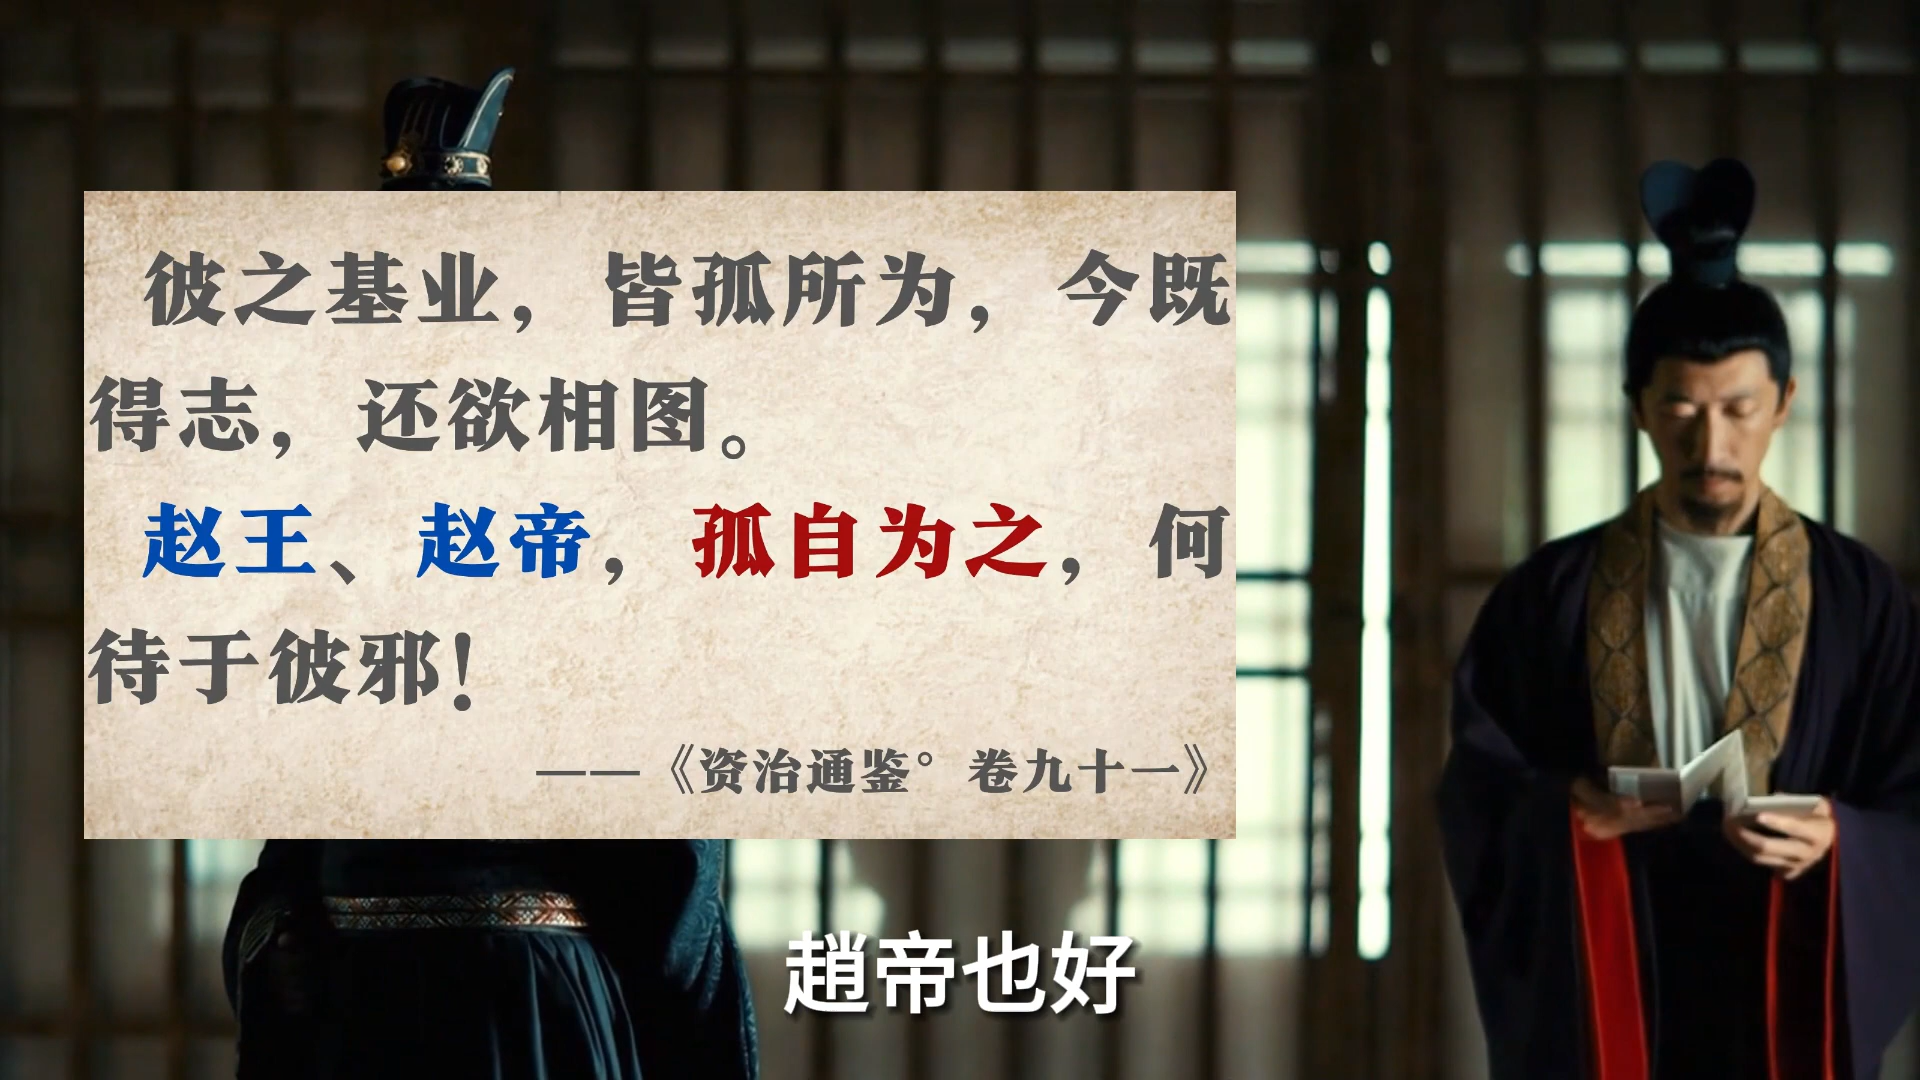 彼之基业，皆孤所为，今既
得志，还欲相图。
赵王、赵帝，孤自为之，何
待于彼邪！
——《资治通鉴°卷九十一》
趙帝也好